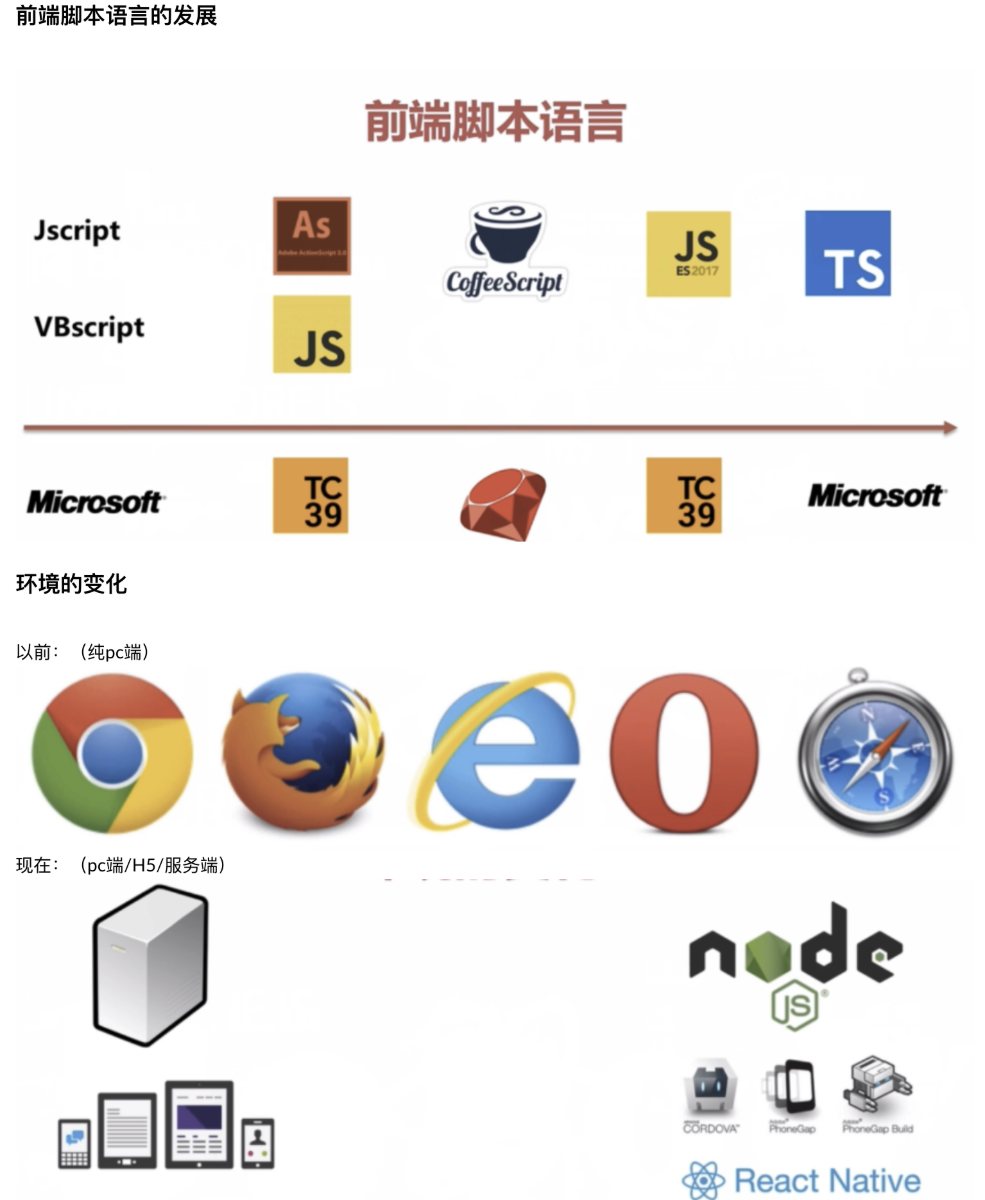 前端脚本语言的发展
前端脚本语言
Jscript
As
Adobe ActionScript 3.0
CoffeeScript
JS
ES2017
TS
VBscript
JS
Microsoft
TC
39
TC
39
Microsoft
环境的变化
以前：（纯pc端）
N
E
S
W
现在：（pc端/H5/服务端）
node
JS
CORDOVA™
PhoneGap
PhoneGap Build
React Native